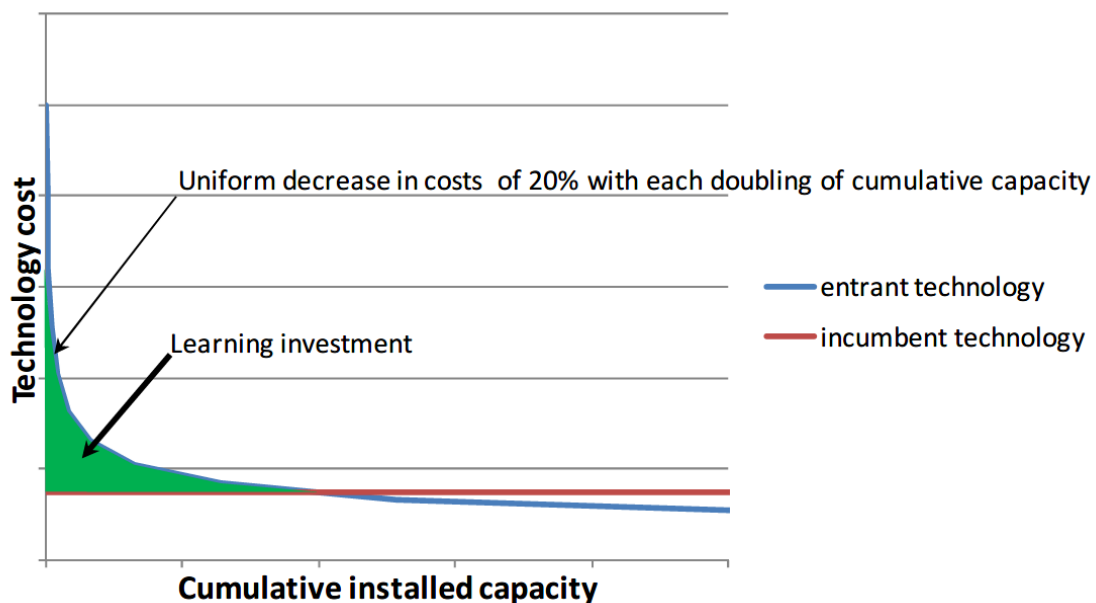 Technology cost
Uniform decrease in costs of 20% with each doubling of cumulative capacity
Learning investment
entrant technology
incumbent technology
Cumulative installed capacity